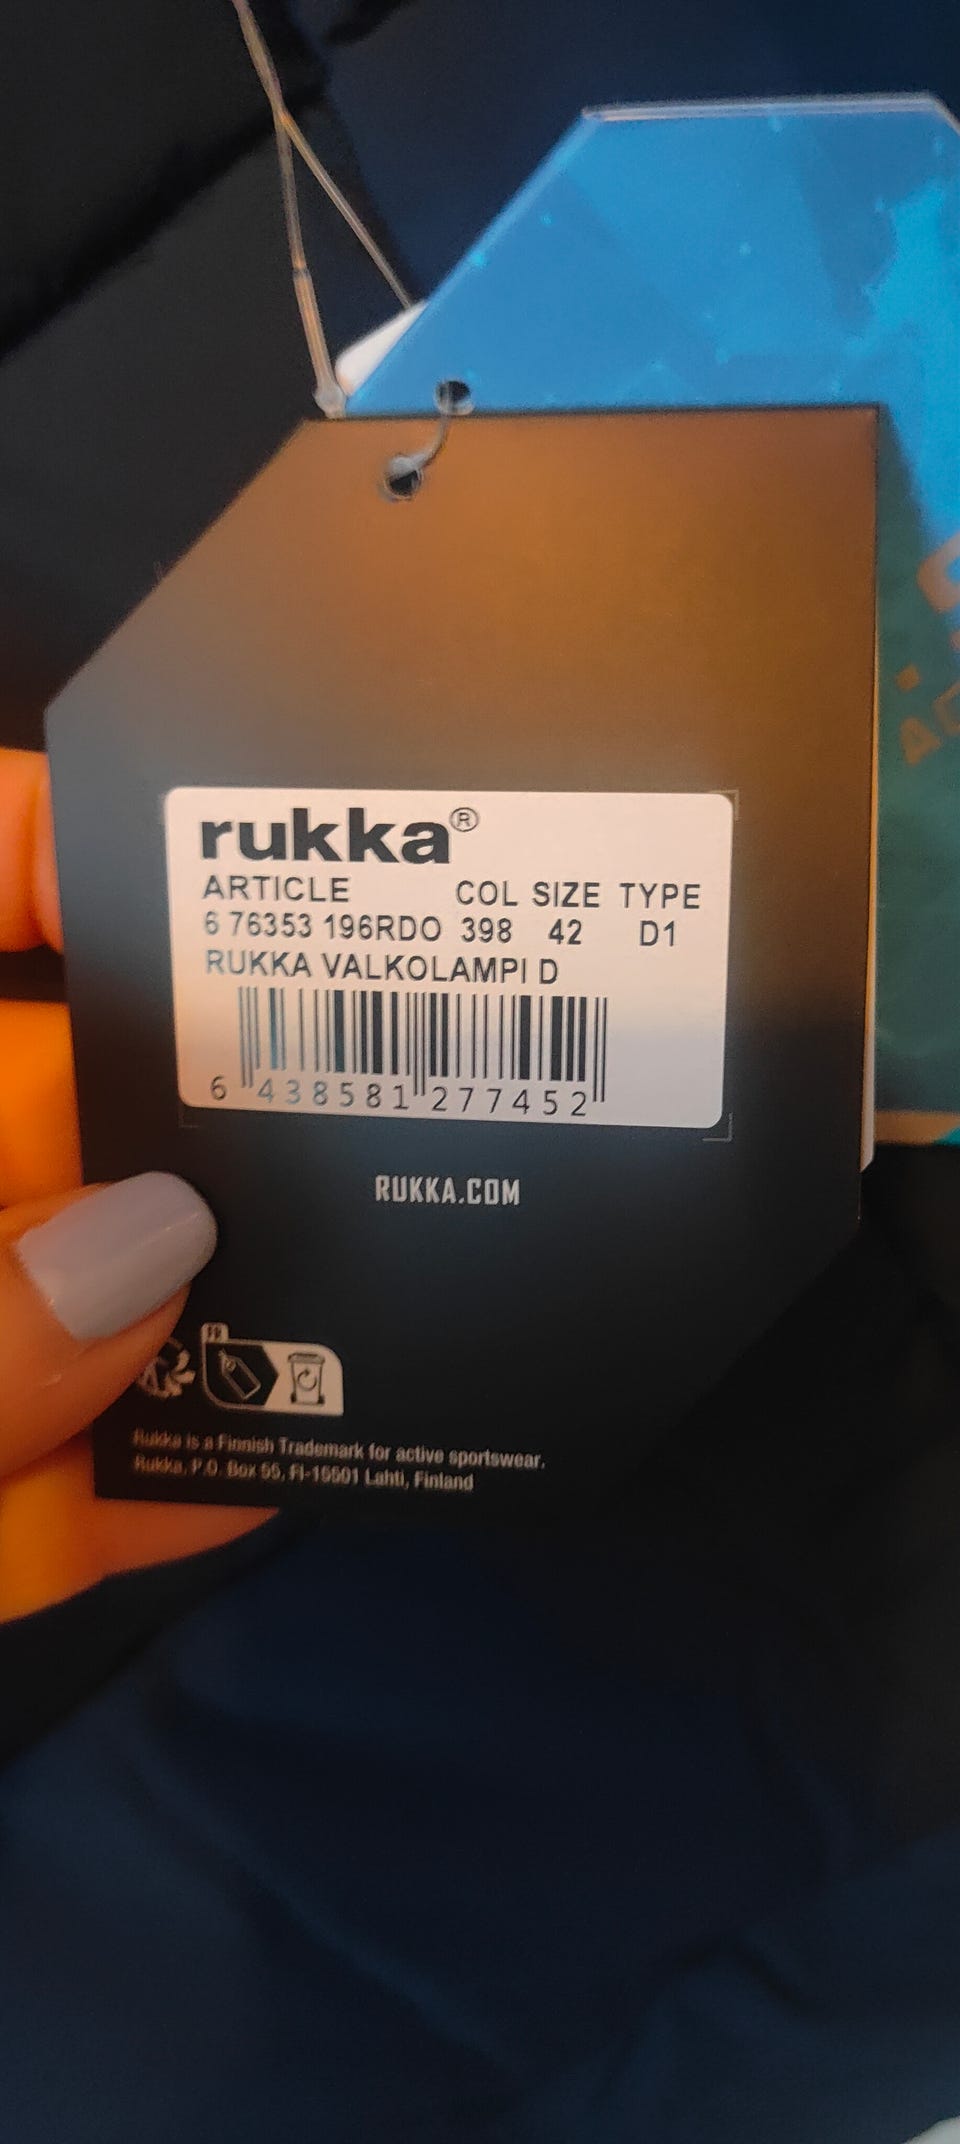 rukka®
ARTICLE COL SIZE TYPE
6 76353 196RDO 398 42 D1
RUKKA VALKOLAMPI D
6 438581 277452
RUKKA.COM
FR
Rukka is a Finnish Trademark for active sportswear.
Rukka, P.O. Box 55, FI-15501 Lahti, Finland